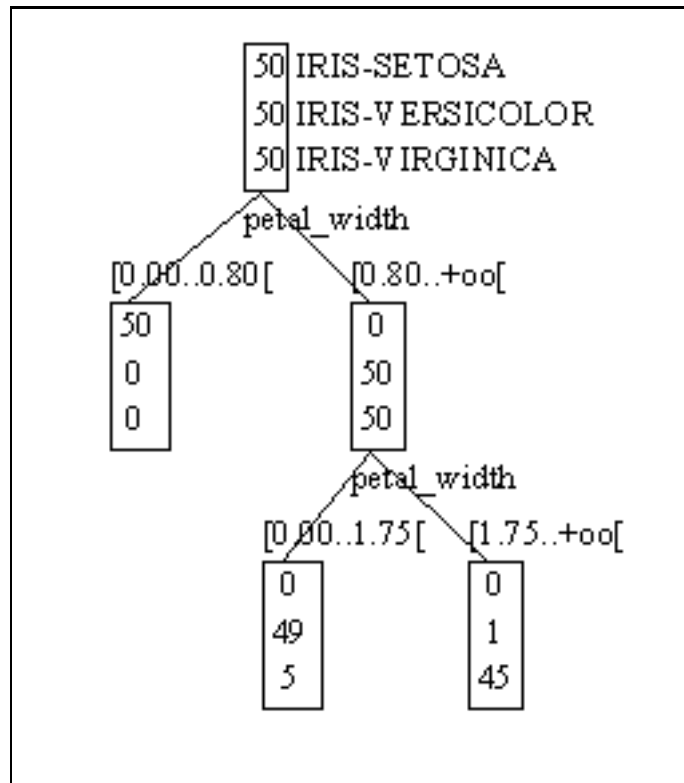 50 IRIS-SETOSA
50 IRIS-VERSICOLOR
50 IRIS-VIRGINICA
petal_width
[0.00..0.80[ [0.80..+oo[
50 0
0 50
0 50
petal_width
[0.00..1.75[ [1.75..+oo[
0 0
49 1
5 45